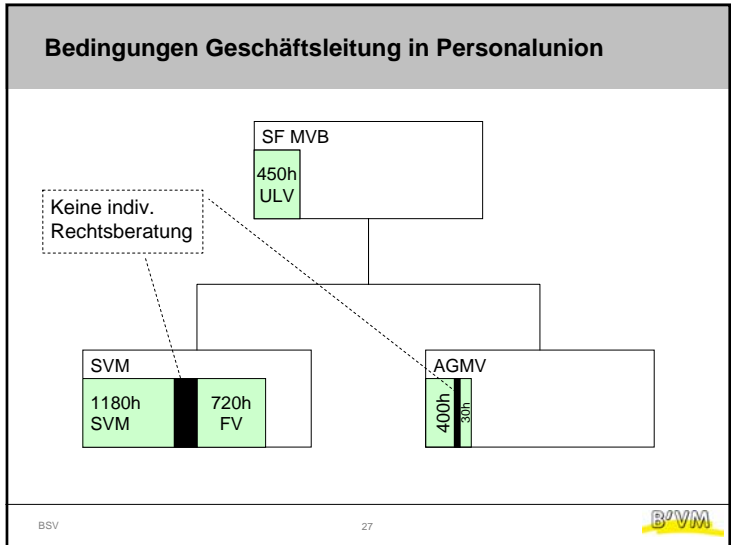 Bedingungen Geschäftsleitung in Personalunion
SF MVB
450h
ULV
Keine indiv.
Rechtsberatung
SVM
1180h
SVM
720h
FV
AGMV
400h
30h
BSV
27
B'VM